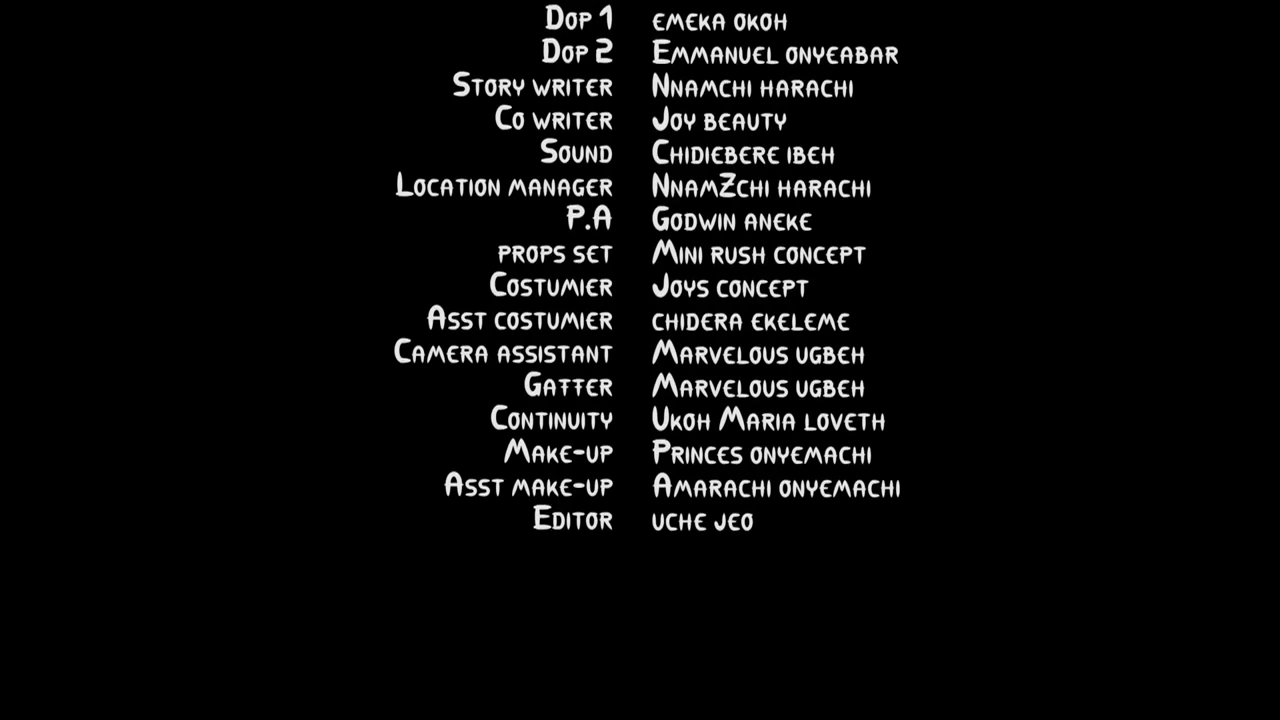 Dop 1 emeka okoh
Dop 2 Emmanuel onyeabar
Story writer Nnamchi harachi
Co writer Joy beauty
Sound Chidiebere ibeh
Location manager NnamZchi harachi
P.A Godwin aneke
props set Mini rush concept
Costumier Joys concept
Asst costumier chidera ekeleme
Camera assistant Marvelous ugbeh
Gaffer Marvelous ugbeh
Continuity Ukoh Maria loveth
Make-up Princes onyemachi
Asst make-up Amarachi onyemachi
Editor uche jeo